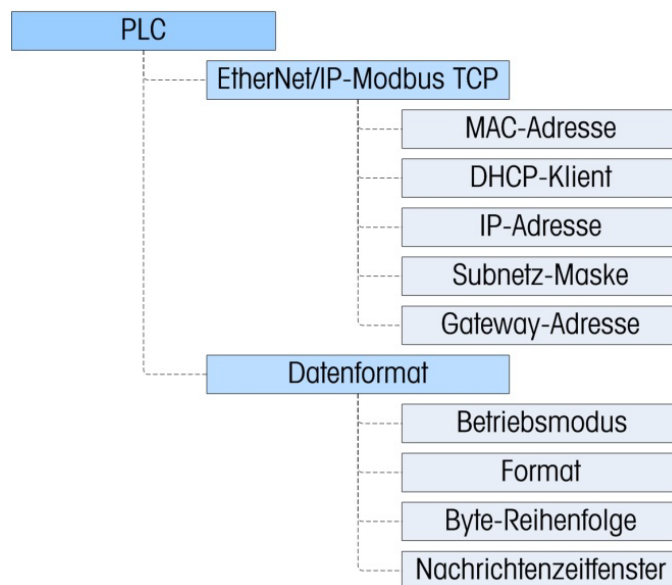 PLC
EtherNet/IP-Modbus TCP
MAC-Adresse
DHCP-Klient
IP-Adresse
Subnetz-Maske
Gateway-Adresse
Datenformat
Betriebsmodus
Format
Byte-Reihenfolge
Nachrichtenzeitfenster